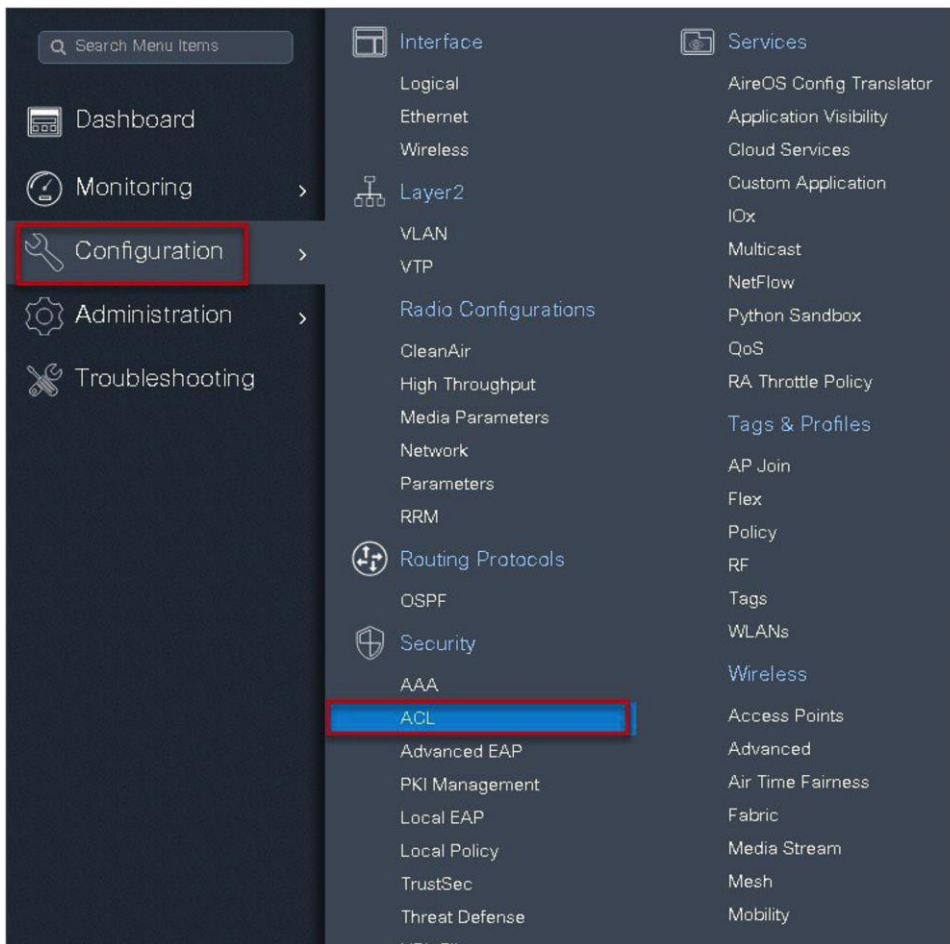 Search Menu Items
Dashboard
Monitoring
Configuration
Administration
Troubleshooting
Interface
Logical
Ethernet
Wireless
Layer2
VLAN
VTP
Radio Configurations
CleanAir
High Throughput
Media Parameters
Network
Parameters
RRM
Routing Protocols
OSPF
Security
AAA
ACL
Advanced EAP
PKI Management
Local EAP
Local Policy
TrustSec
Threat Defense
Services
AireOS Config Translator
Application Visibility
Cloud Services
Custom Application
IOx
Multicast
NetFlow
Python Sandbox
QoS
RA Throttle Policy
Tags & Profiles
AP Join
Flex
Policy
RF
Tags
WLANs
Wireless
Access Points
Advanced
Air Time Fairness
Fabric
Media Stream
Mesh
Mobility